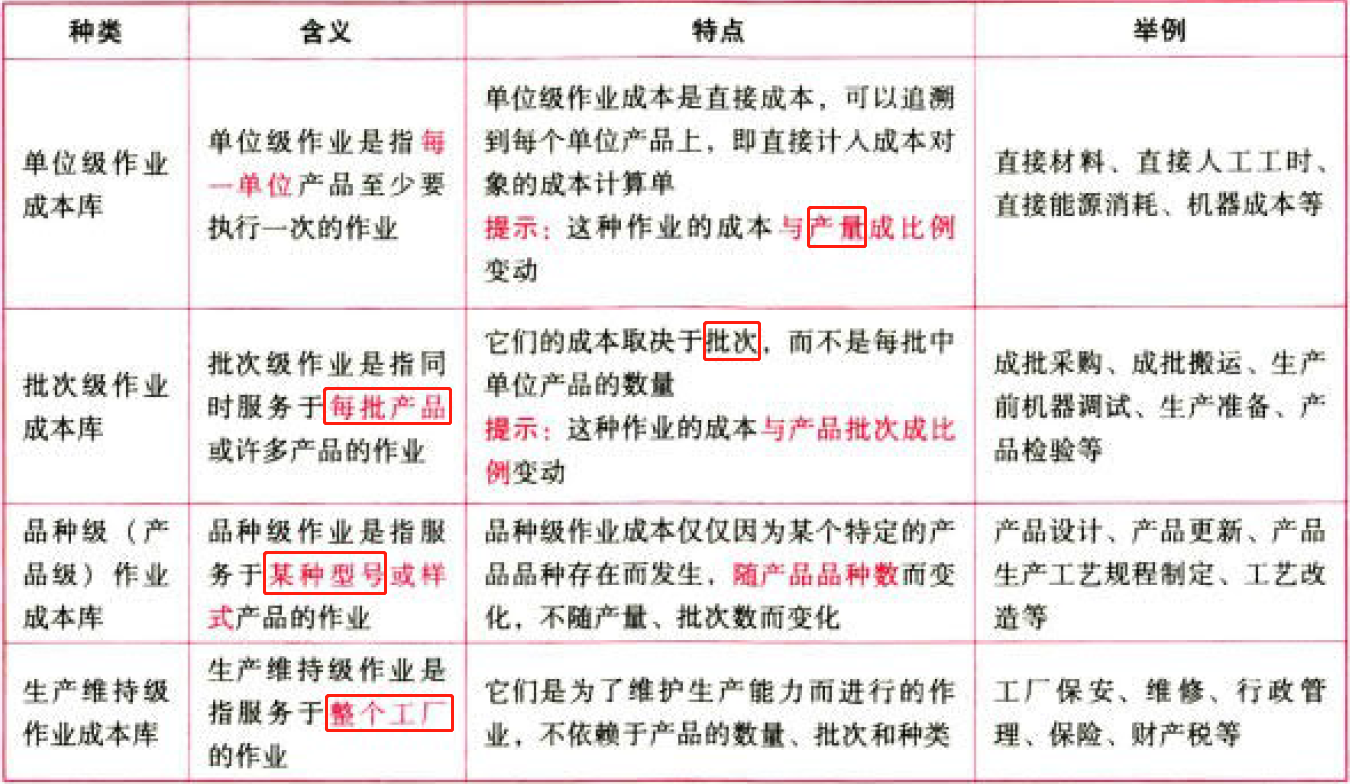 种类
含义
特点
举例
单位级作业
成本库
单位级作业是指每
一单位产品至少要
执行一次的作业
单位级作业成本是直接成本，可以追溯
到每个单位产品上，即直接计入成本对
象的成本计算单
提示：这种作业的成本与产量成比例
变动
直接材料、直接人工工时、
直接能源消耗、机器成本等
批次级作业
成本库
批次级作业是指同
时服务于每批产品
或许多产品的作业
它们的成本取决于批次，而不是每批中
单位产品的数量
提示：这种作业的成本与产品批次成比
例变动
成批采购、成批搬运、生产
前机器调试、生产准备、产
品检验等
品种级（产
品级）作业
成本库
品种级作业是指服
务于某种型号或样
式产品的作业
品种级作业成本仅仅因为某个特定的产
品品种存在而发生，随产品品种数而变
化，不随产量、批次数而变化
产品设计、产品更新、产品
生产工艺规程制定、工艺改
造等
生产维持级
作业成本库
生产维持级作业是
指服务于整个工厂
的作业
它们是为了维护生产能力而进行的作
业，不依赖于产品的数量、批次和种类
工厂保安、维修、行政管
理、保险、财产税等